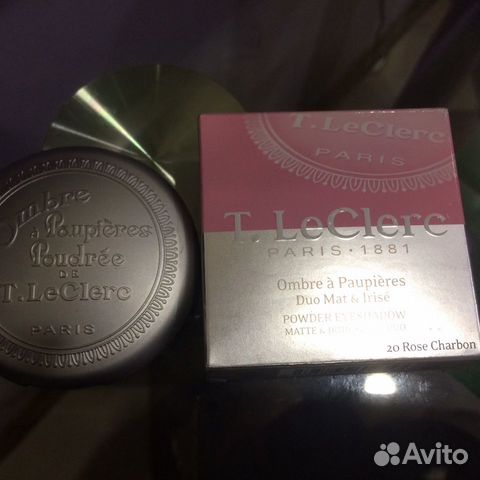 Ombre
à Paupières
Poudrée
DE
T. LeClerc
PARIS
T. LeClerc
PARIS
T. LeClerc
PARIS · 1881
Ombre à Paupières
Duo Mat & Irisé
POWDER EYESHADOW
MATTE &
20 Rose Charbon
Avito